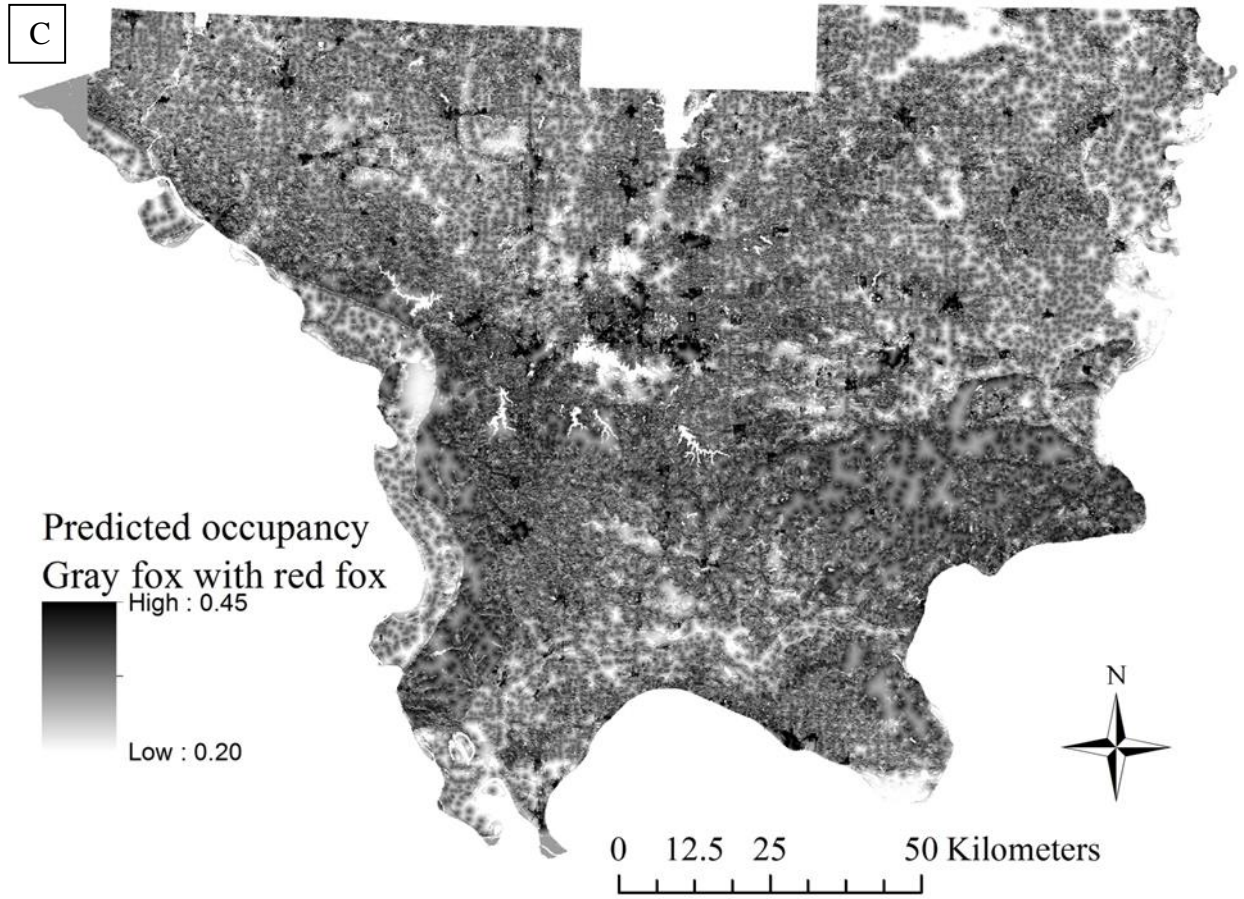 C
Predicted occupancy
Gray fox with red fox
High : 0.45
Low : 0.20
N
0 12.5 25 50 Kilometers